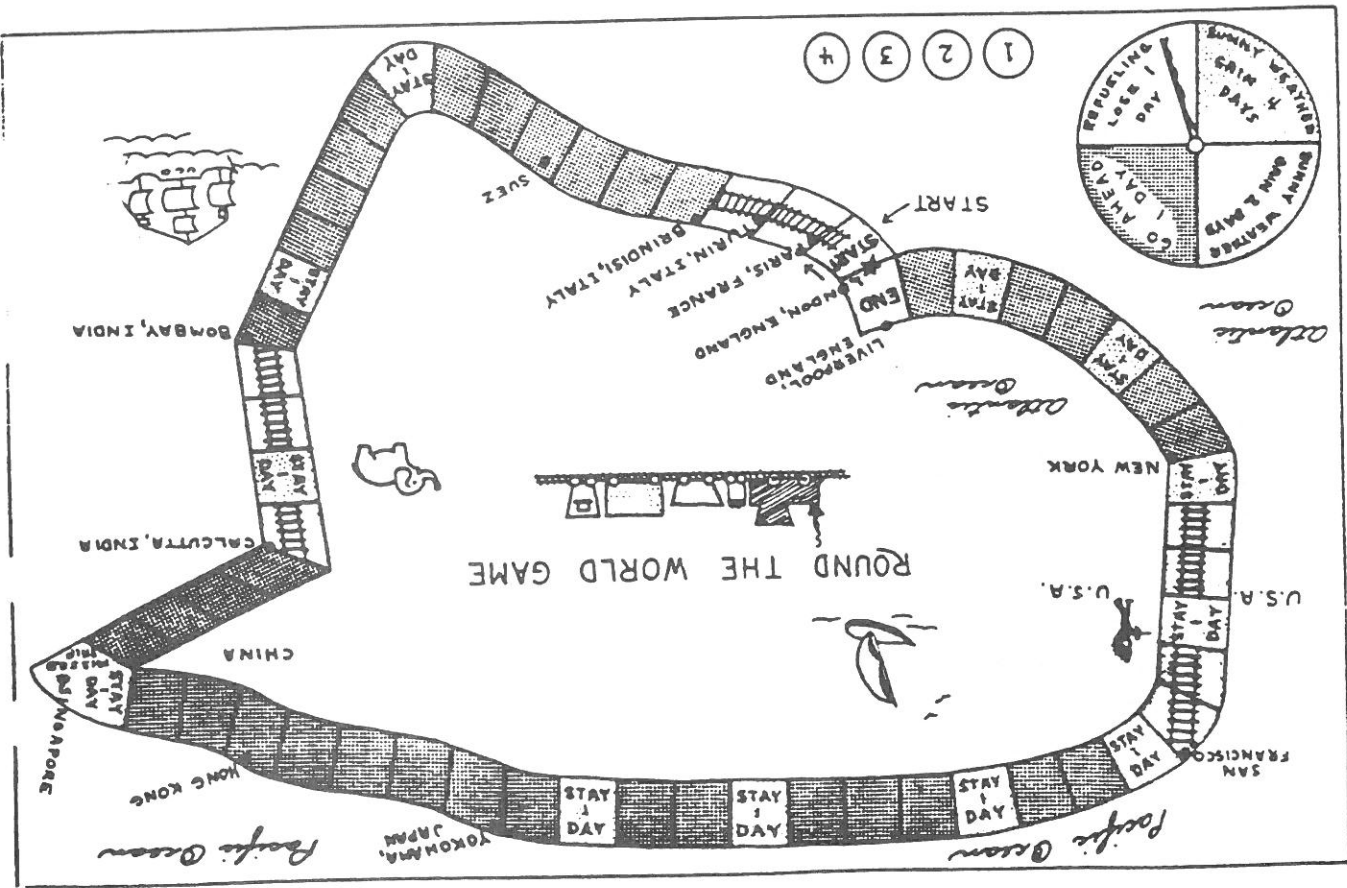 Pacific Ocean
YOKOHAMA,
JAPAN
Pacific Ocean
SAN
FRANCISCO
STAY
1
DAY
STAY
1
DAY
STAY
1
DAY
STAY
1
DAY
HONG KONG
SINGAPORE
STAY
1
DAY
MISSED
CHINA
U.S.A.
STAY
1
DAY
U.S.A.
ROUND THE WORLD GAME
CALCUTTA, INDIA
NEW YORK
1
DAY
STAY
1
DAY
BOMBAY, INDIA
STAY
1
DAY
Atlantic
Ocean
STAY
1
DAY
STAY
1
DAY
LIVERPOOL,
ENGLAND
END
LONDON, ENGLAND
PARIS, FRANCE
TURIN, ITALY
BRINDISI, ITALY
START
START
SUEZ
STAY
1
DAY
Atlantic
Ocean
SUNNY WEATHER
GAIN 2 DAYS
GO AHEAD
1 DAY
SUNNY WEATHER
GAIN 4
DAYS
REFUELING
LOSE 1
DAY
1 2 3 4